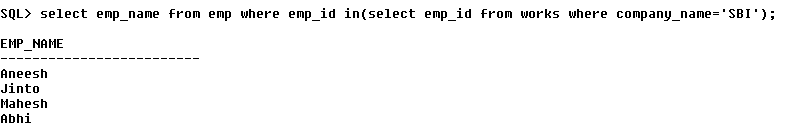 SQL> select emp_name from emp where emp_id in(select emp_id from works where company_name='SBI');
EMP_NAME
-------------------------
Aneesh
Jinto
Mahesh
Abhi